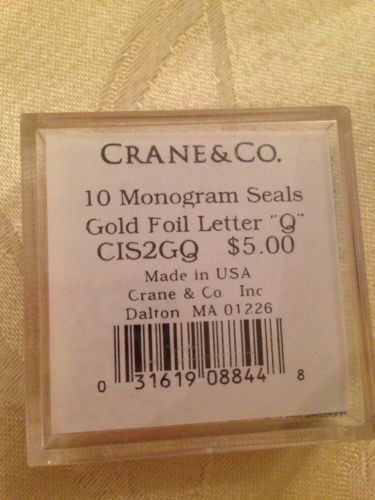 CRANE&CO.
10 Monogram Seals
Gold Foil Letter "Q"
CIS2GQ $5.00
Made in USA
Crane & Co Inc
Dalton MA 01226
0 31619 08844 8